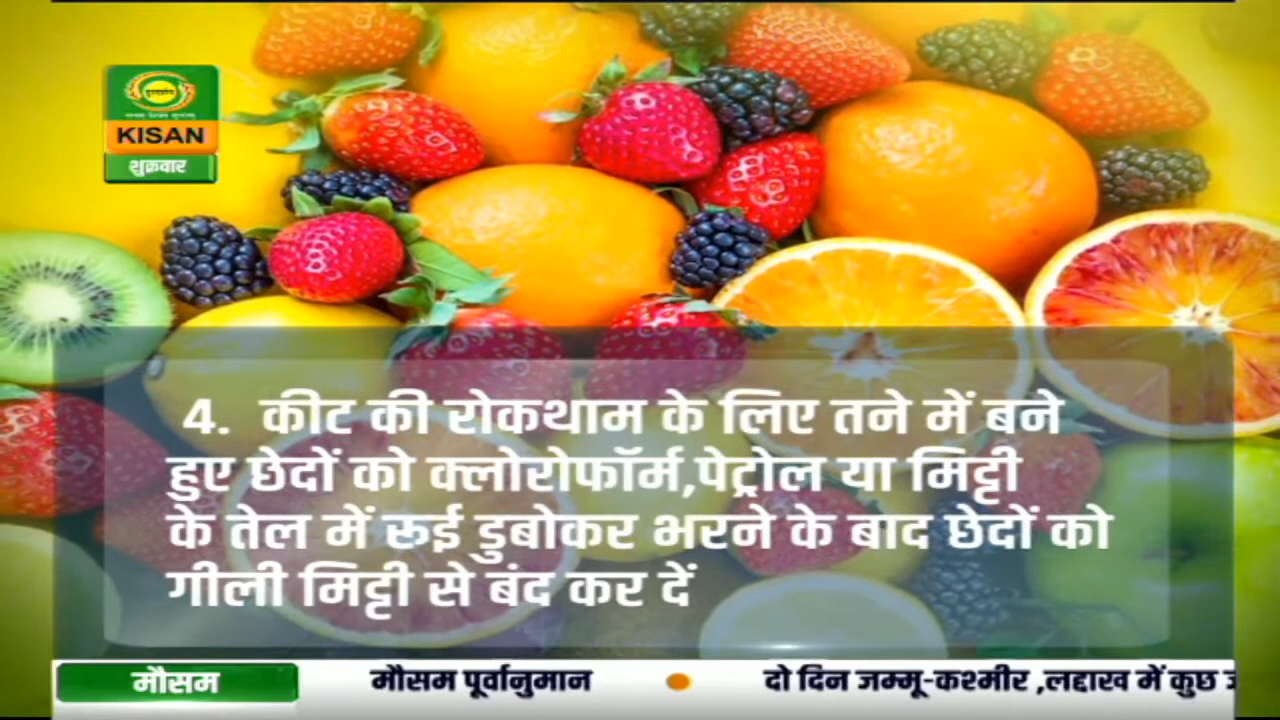 KISAN
शुक्रवार
4. कीट की रोकथाम के लिए तने में बने
हुए छेदों को क्लोरोफॉर्म,पेट्रोल या मिट्टी
के तेल में रूई डुबोकर भरने के बाद छेदों को
गीली मिट्टी से बंद कर दें
मौसम
मौसम पूर्वानुमान
दो दिन जम्मू-कश्मीर ,लद्दाख में कुछ